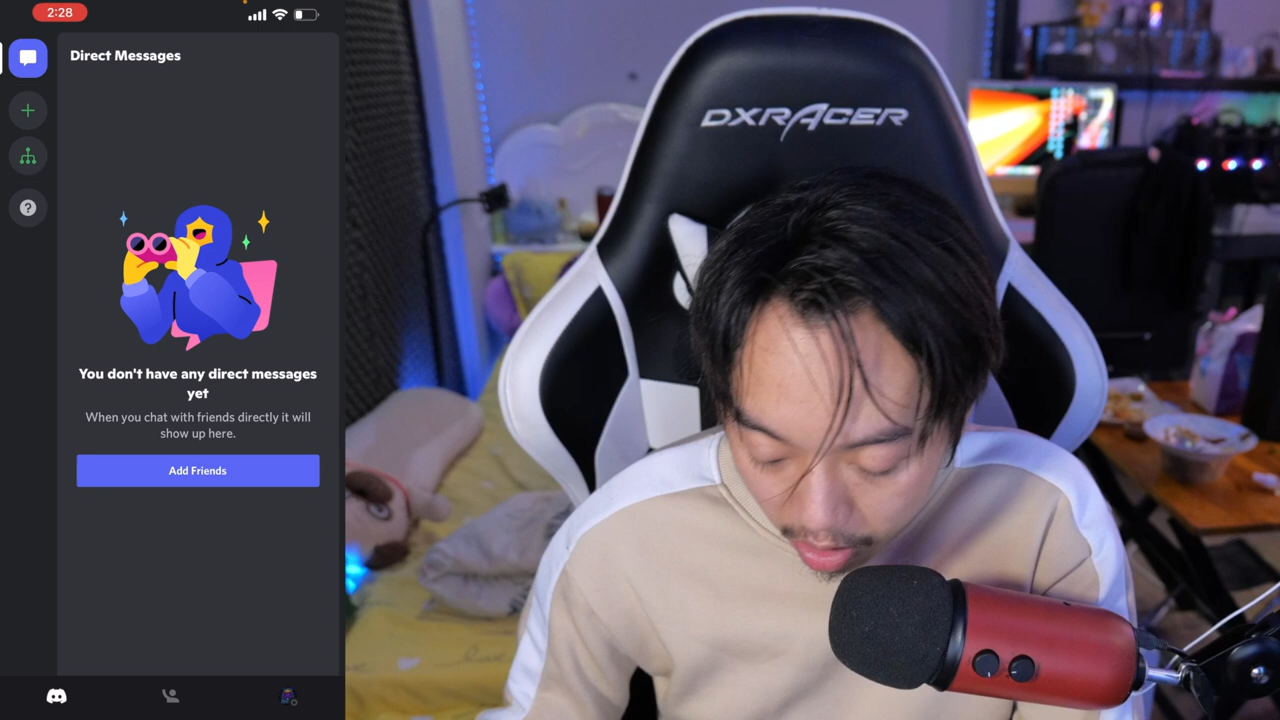 2:28
Direct Messages
You don't have any direct messages
yet
When you chat with friends directly it will
show up here.
Add Friends
DXRACER